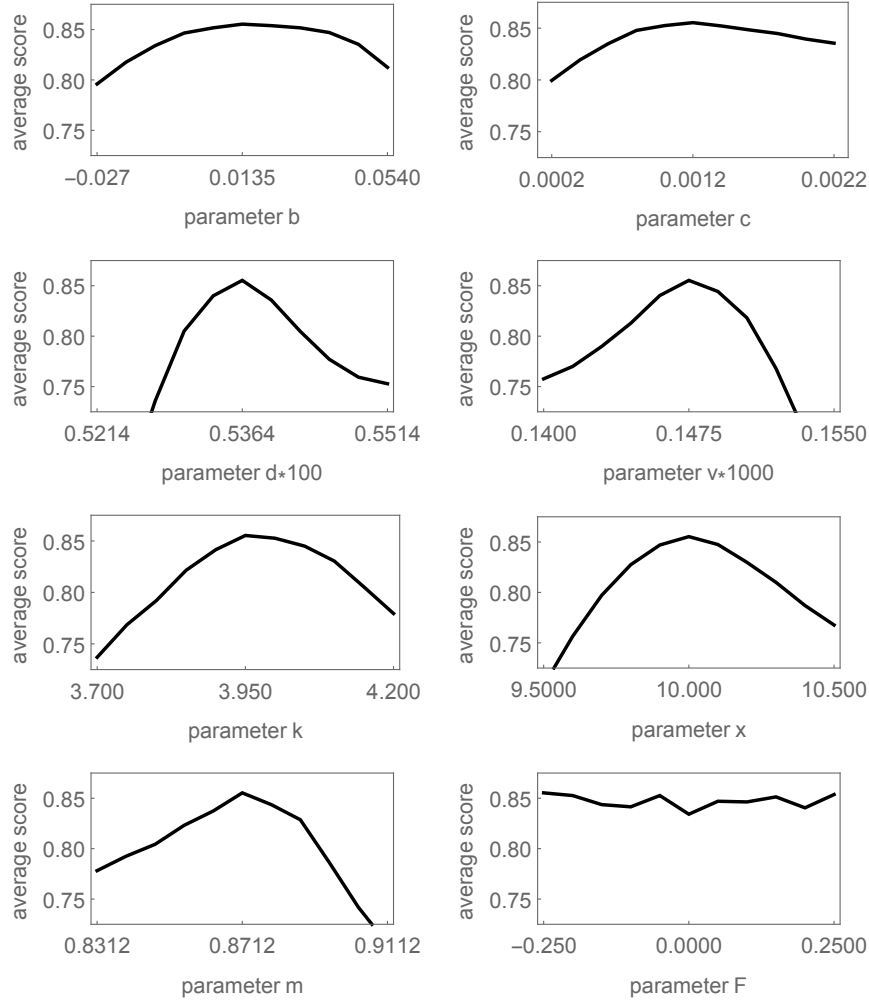 average score
0.85
0.80
0.75
−0.027 0.0135 0.0540
parameter b
average score
0.85
0.80
0.75
0.0002 0.0012 0.0022
parameter c
average score
0.85
0.80
0.75
0.5214 0.5364 0.5514
parameter d*100
average score
0.85
0.80
0.75
0.1400 0.1475 0.1550
parameter v*1000
average score
0.85
0.80
0.75
3.700 3.950 4.200
parameter k
average score
0.85
0.80
0.75
9.5000 10.000 10.500
parameter x
average score
0.85
0.80
0.75
0.8312 0.8712 0.9112
parameter m
average score
0.85
0.80
0.75
−0.250 0.0000 0.2500
parameter F